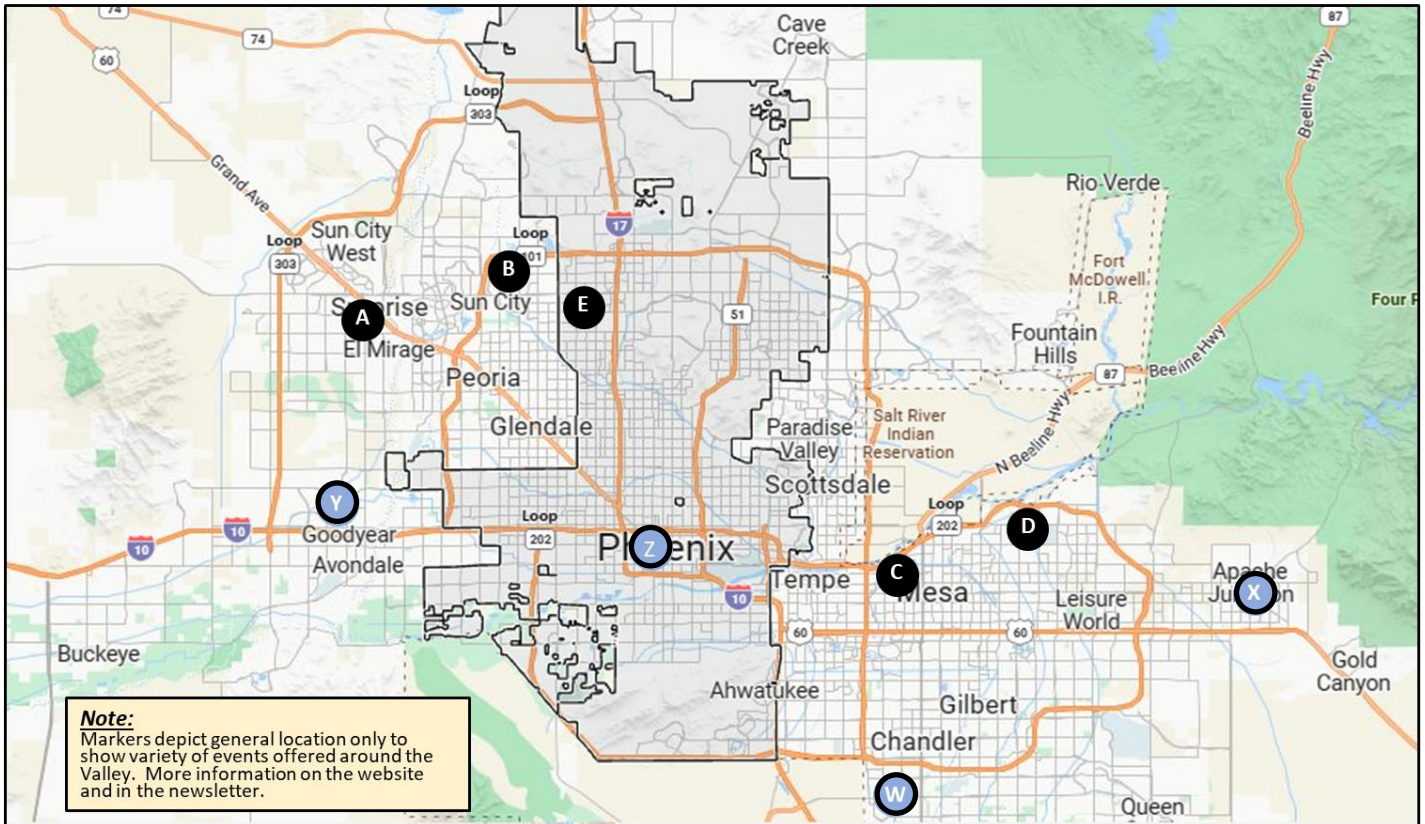 74
74
60
Cave
Creek
87
Beeline Hwy
Loop
303
Grand Ave
Rio Verde
17
Sun City
West
Loop
303
Loop
101
B
Sun City
E
51
Fort
McDowell
I.R.
Four P
A
El Mirage
Fountain
Hills
Beeline Hwy
87
Peoria
Glendale
Paradise
Valley
Salt River
Indian
Reservation
N Beeline Hwy
Scottsdale
Y
Goodyear
10
10
Avondale
Loop
202
Z
Loop
202
D
Tempe
C
Mesa
10
Apache
X
Leisure
World
60
60
Buckeye
Gold
Canyon
Ahwatukee
Gilbert
Chandler
W
Queen
Note:
Markers depict general location only to
show variety of events offered around the
Valley. More information on the website
and in the newsletter.